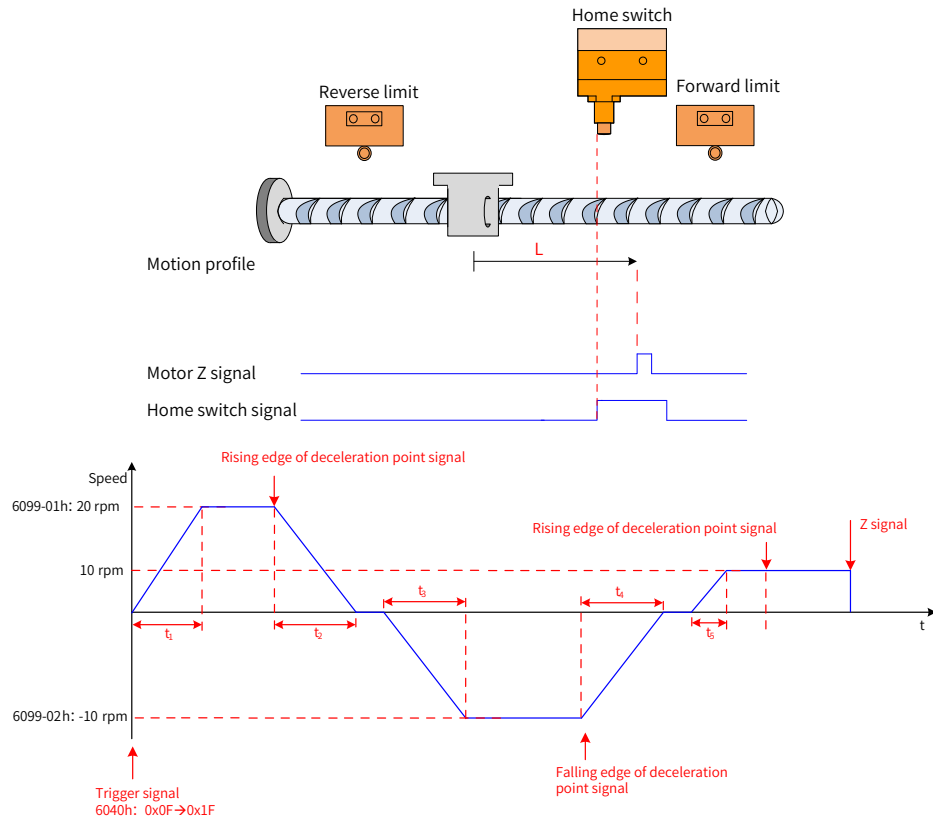 Home switch
Reverse limit
Forward limit
L
Motion profile
Motor Z signal
Home switch signal
Rising edge of deceleration point signal
Speed
6099-01h: 20 rpm
Rising edge of deceleration point signal
Z signal
10 rpm
t₁
t₂
t₃
t₄
t₅
t
6099-02h: -10 rpm
Falling edge of deceleration
point signal
Trigger signal
6040h: 0x0F→0x1F